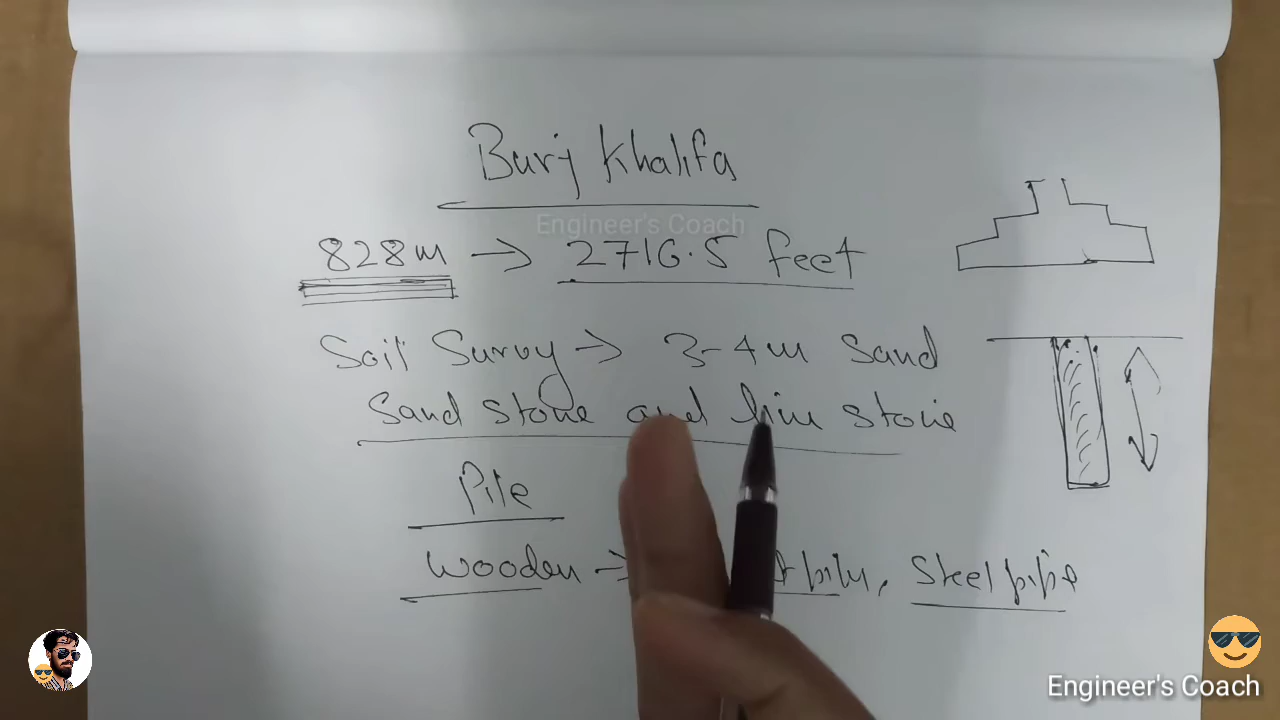 Burj Khalifa
Engineer's Coach
828m → 2716.5 feet
Soil Survy → 3-4m Sand
Sand stone and lim stone
Pile
Wooden → Steel pipe
Engineer's Coach